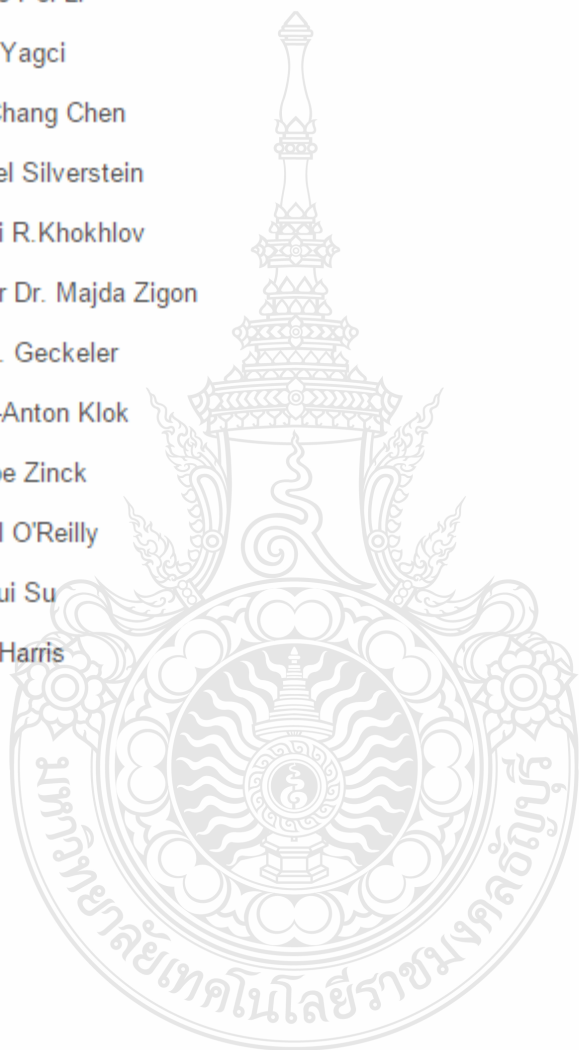 Yagci
Chang Chen
el Silverstein
i R.Khokhlov
r Dr. Majda Zigon
. Geckeler
-Anton Klok
be Zinck
l O'Reilly
ui Su
Harris
มหาวิทยาลัยเทคโนโลยีราชมงคลธัญบุรี